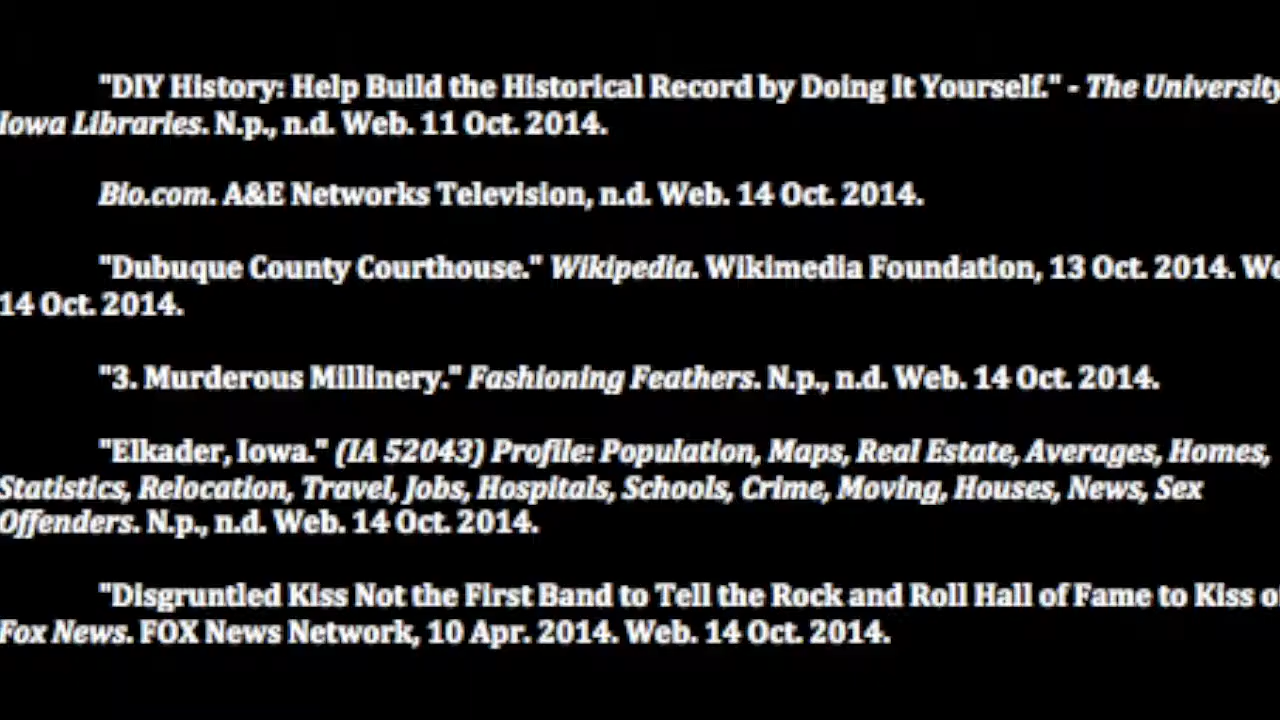 "DIY History: Help Build the Historical Record by Doing It Yourself." - The University
Iowa Libraries. N.p., n.d. Web. 11 Oct. 2014.
Bio.com. A&E Networks Television, n.d. Web. 14 Oct. 2014.
"Dubuque County Courthouse." Wikipedia. Wikimedia Foundation, 13 Oct. 2014.
14 Oct. 2014.
"3. Murderous Millinery." Fashioning Feathers. N.p., n.d. Web. 14 Oct. 2014.
"Elkader, Iowa." (IA 52043) Profile: Population, Maps, Real Estate, Averages, Homes,
Statistics, Relocation, Travel, Jobs, Hospitals, Schools, Crime, Moving, Houses, News, Sex
Offenders. N.p., n.d. Web. 14 Oct. 2014.
"Disgruntled Kiss Not the First Band to Tell the Rock and Roll Hall of Fame to Kiss
Fox News. FOX News Network, 10 Apr. 2014. Web. 14 Oct. 2014.